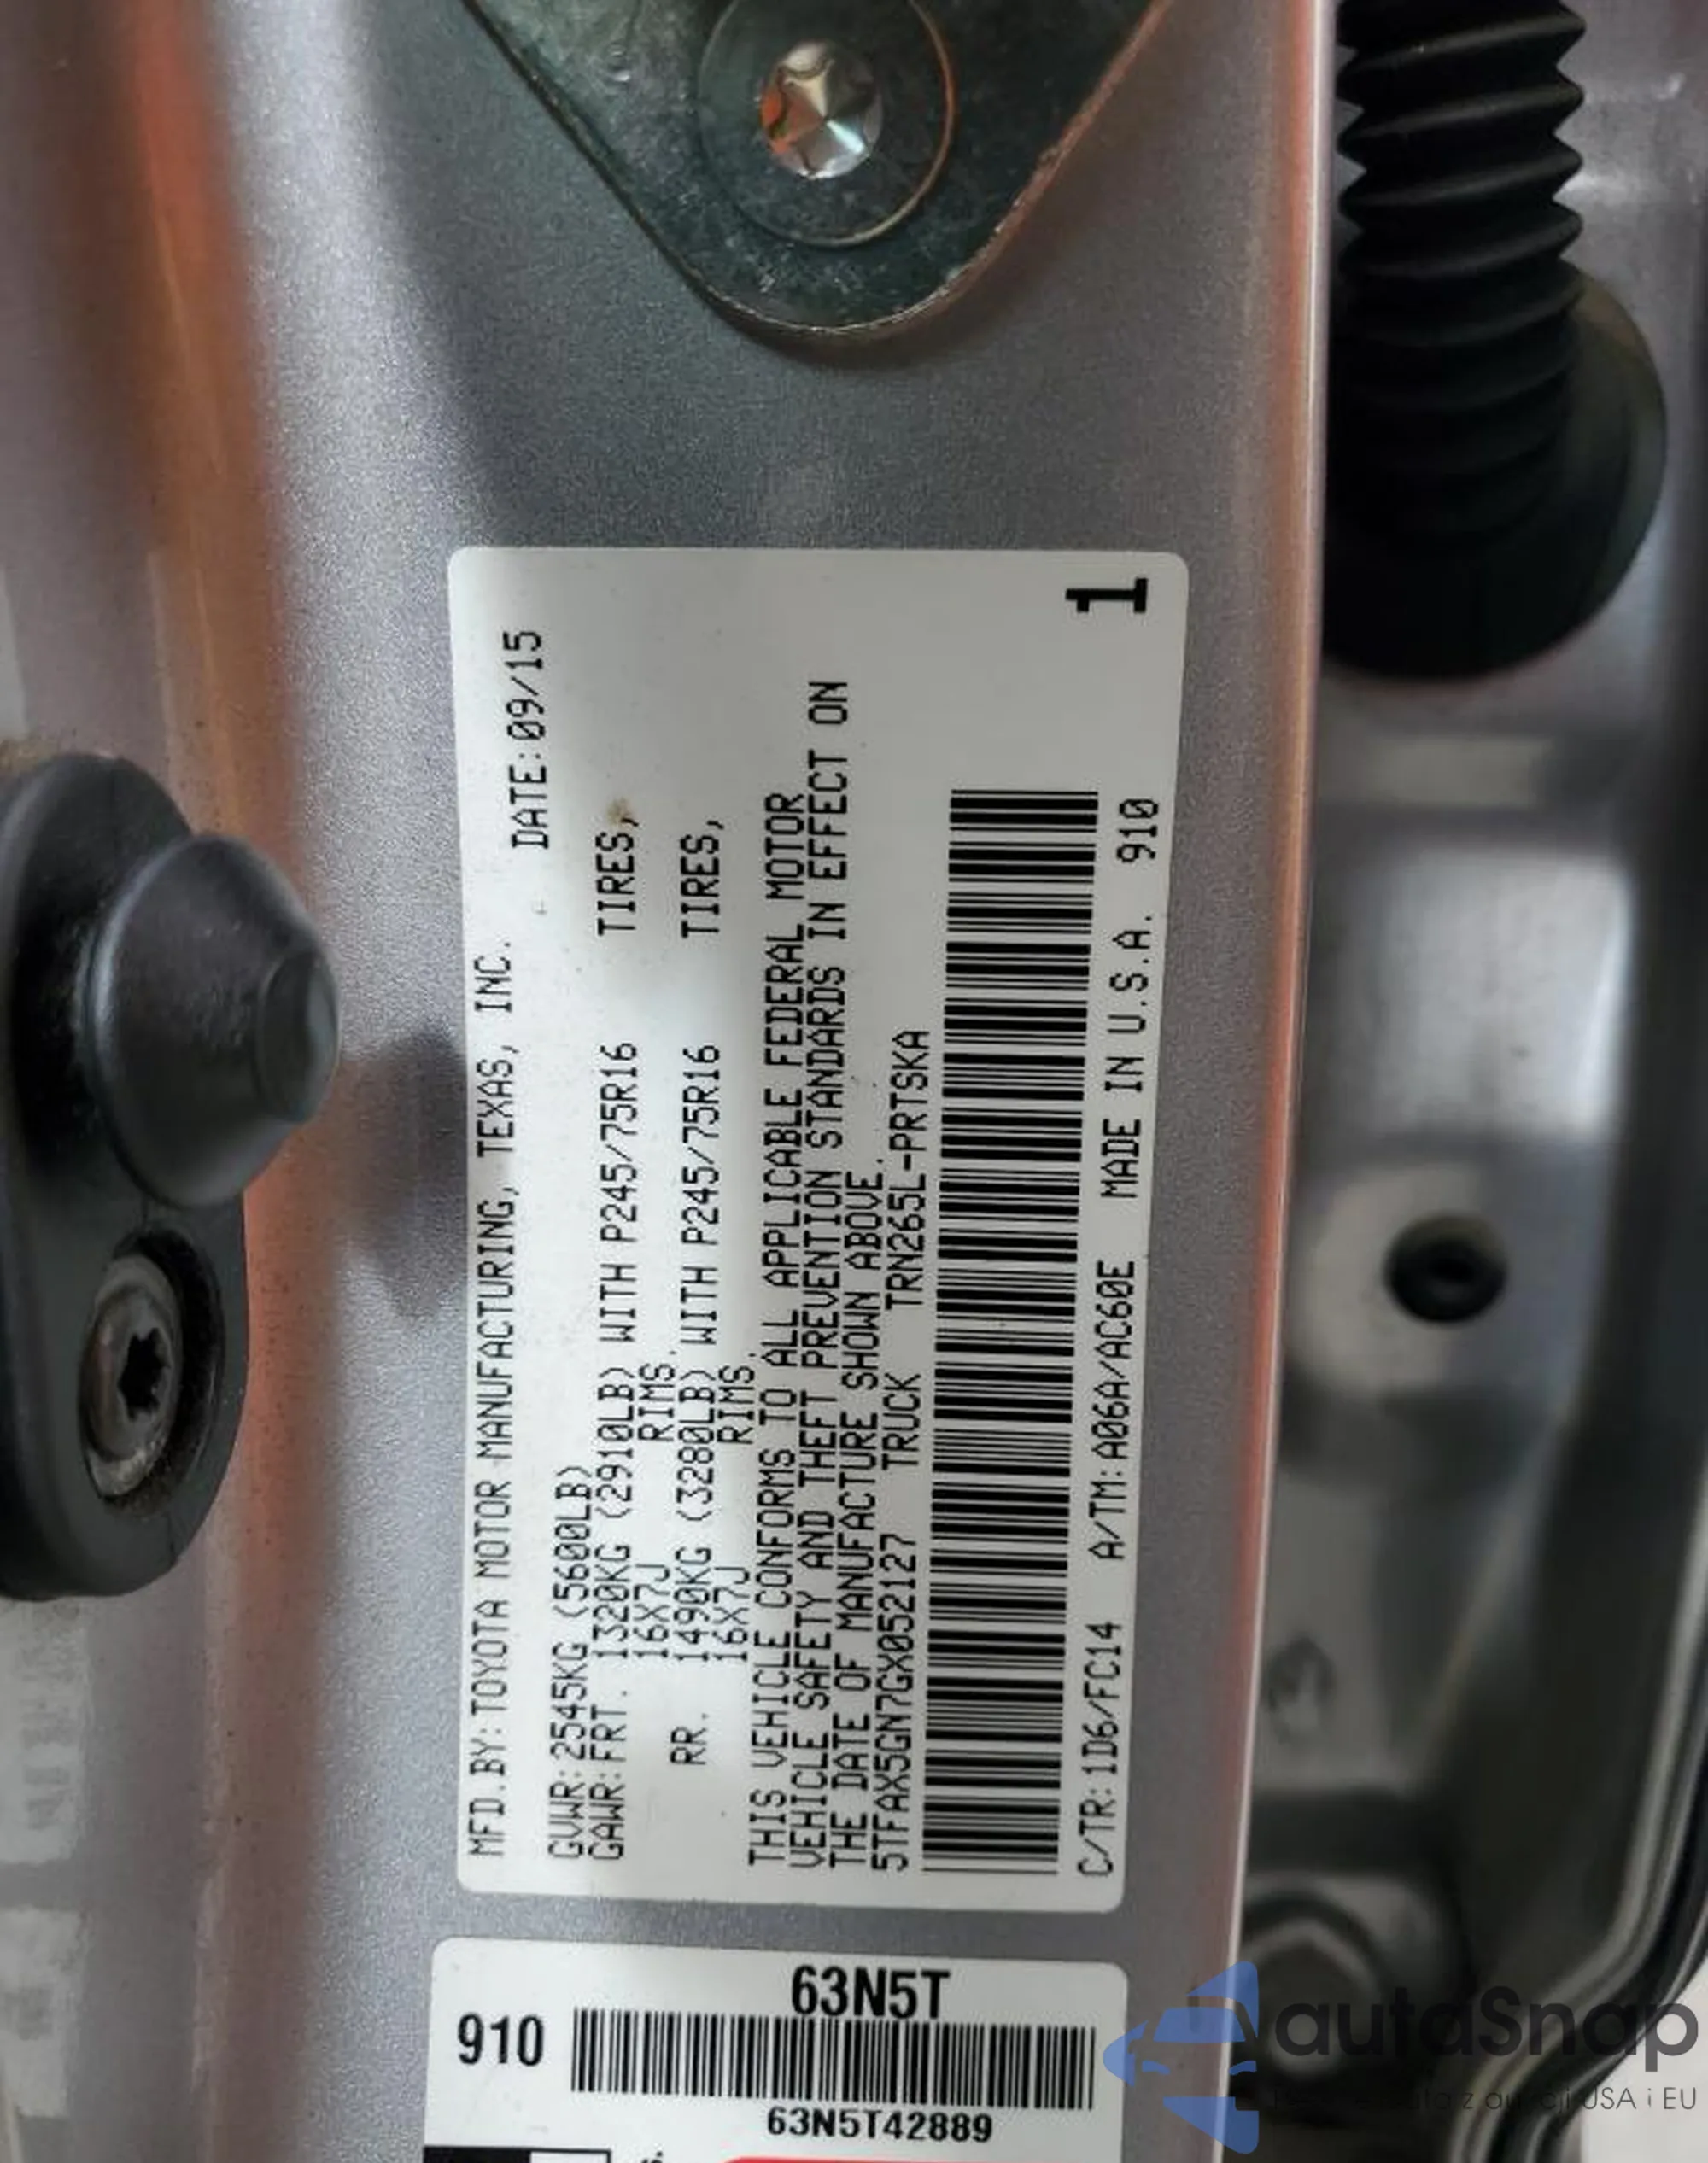 MFD.BY:TOYOTA MOTOR MANUFACTURING, TEXAS, INC. DATE:09/15
GVWR:2545KG (5600LB)
GAWR:FRT. 1320KG (2910LB) WITH P245/75R16 TIRES,
16X7J RIMS,
RR. 1490KG (3280LB) WITH P245/75R16 TIRES,
16X7J RIMS.
THIS VEHICLE CONFORMS TO ALL APPLICABLE FEDERAL MOTOR
VEHICLE SAFETY AND THEFT PREVENTION STANDARDS IN EFFECT ON
THE DATE OF MANUFACTURE SHOWN ABOVE.
5TFAX5GN7GX052127 TRUCK TRN265L-PRTSKA
C/TR:1D6/FC14 A/TM:A06A/AC60E MADE IN U.S.A. 910
1
63N5T
910
63N5T42889
autaSnap
USA i EU